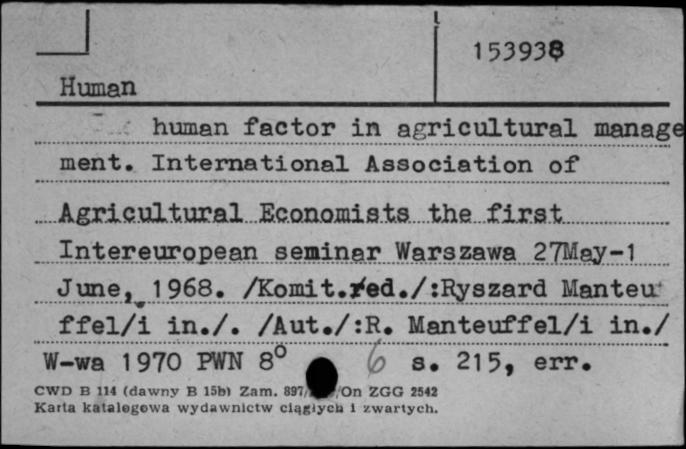 153938
Human
human factor in agricultural manage
ment. International Association of
Agricultural Economists the first
Intereuropean seminar Warszawa 27May-1
June, 1968. /Komit.red./:Ryszard Manteu
ffel/i in./. /Aut./:R. Manteuffel/i in./
W-wa 1970 PWN 8° 6 s. 215, err.
CWD B 114 (dawny B 15b) Zam. 897/ /On ZGG 2542
Karta katalogowa wydawnictw ciągłych i zwartych.